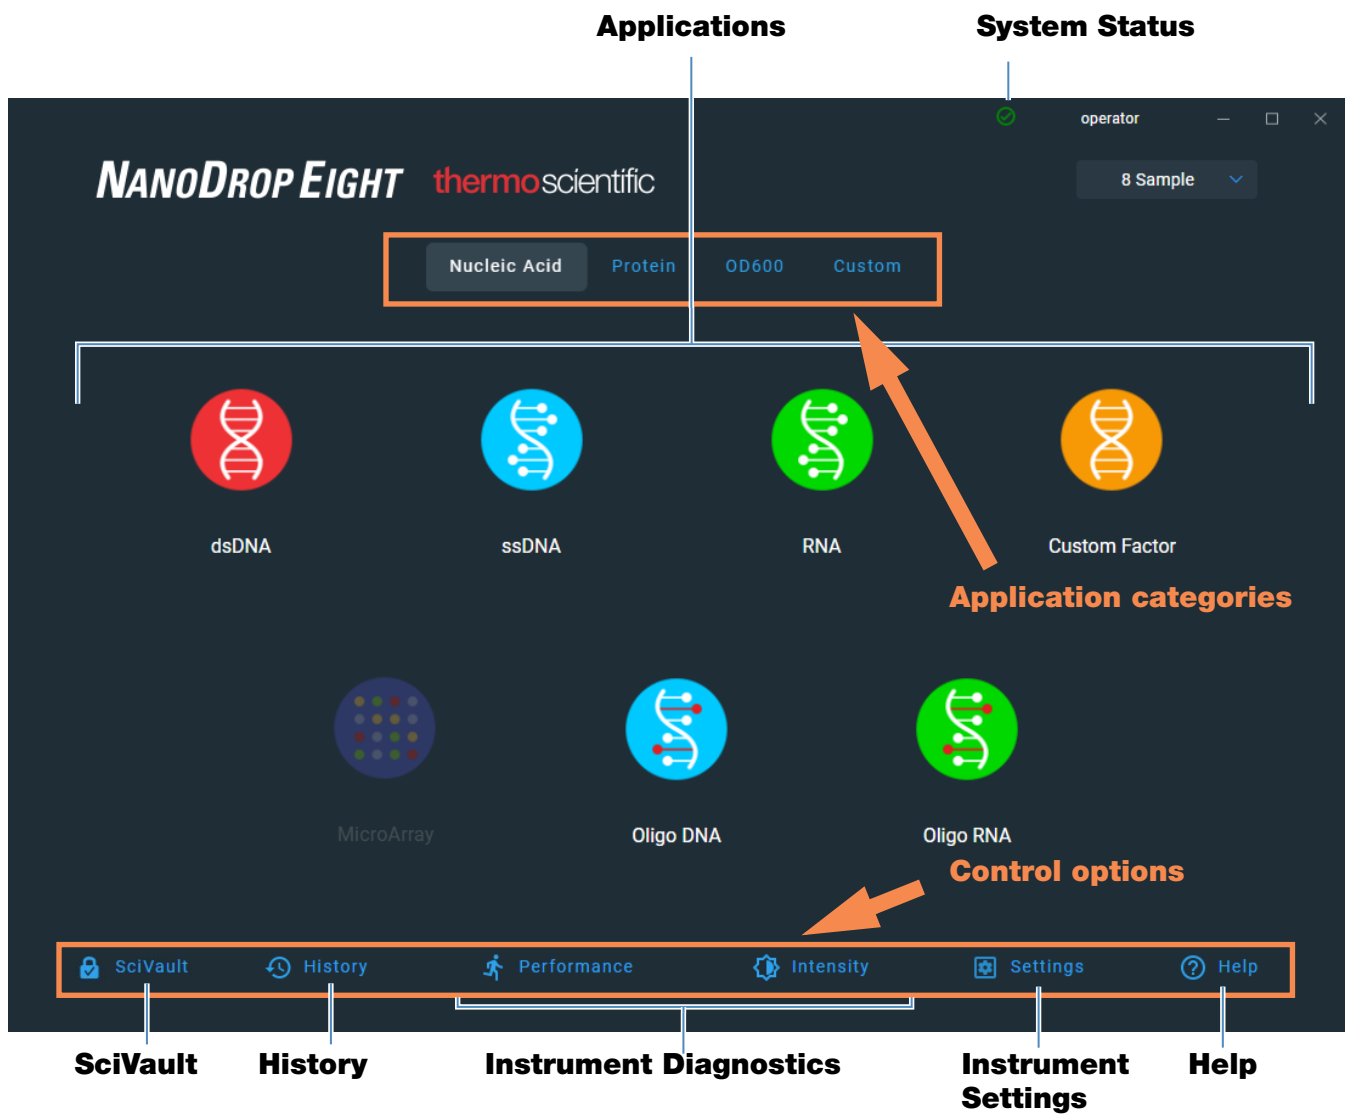 Applications
System Status
operator
NANODROP EIGHT thermoscientific
8 Sample
Nucleic Acid Protein OD600 Custom
dsDNA ssDNA RNA Custom Factor
Application categories
MicroArray Oligo DNA Oligo RNA
Control options
SciVault History Performance Intensity Settings Help
SciVault History Instrument Diagnostics Instrument Help
Settings